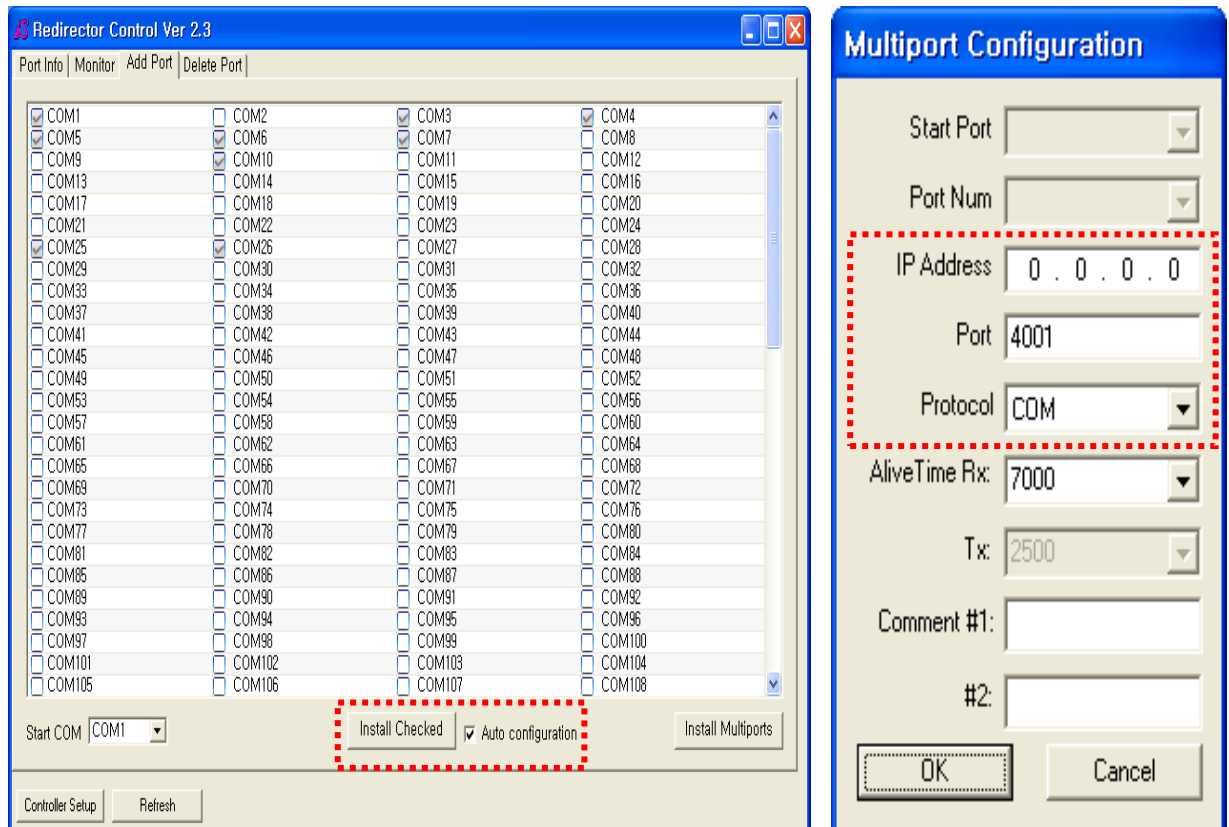 Redirector Control Ver 2.3
Port Info Monitor Add Port Delete Port
COM1 COM2 COM3 COM4
COM5 COM6 COM7 COM8
COM9 COM10 COM11 COM12
COM13 COM14 COM15 COM16
COM17 COM18 COM19 COM20
COM21 COM22 COM23 COM24
COM25 COM26 COM27 COM28
COM29 COM30 COM31 COM32
COM33 COM34 COM35 COM36
COM37 COM38 COM39 COM40
COM41 COM42 COM43 COM44
COM45 COM46 COM47 COM48
COM49 COM50 COM51 COM52
COM53 COM54 COM55 COM56
COM57 COM58 COM59 COM60
COM61 COM62 COM63 COM64
COM65 COM66 COM67 COM68
COM69 COM70 COM71 COM72
COM73 COM74 COM75 COM76
COM77 COM78 COM79 COM80
COM81 COM82 COM83 COM84
COM85 COM86 COM87 COM88
COM89 COM90 COM91 COM92
COM93 COM94 COM95 COM96
COM97 COM98 COM99 COM100
COM101 COM102 COM103 COM104
COM105 COM106 COM107 COM108
Start COM COM1 Install Checked Auto configuration Install Multiports
Controller Setup Refresh
Multiport Configuration
Start Port
Port Num
IP Address 0 . 0 . 0 . 0
Port 4001
Protocol COM
AliveTime Rx: 7000
Tx: 2500
Comment #1:
#2:
OK Cancel